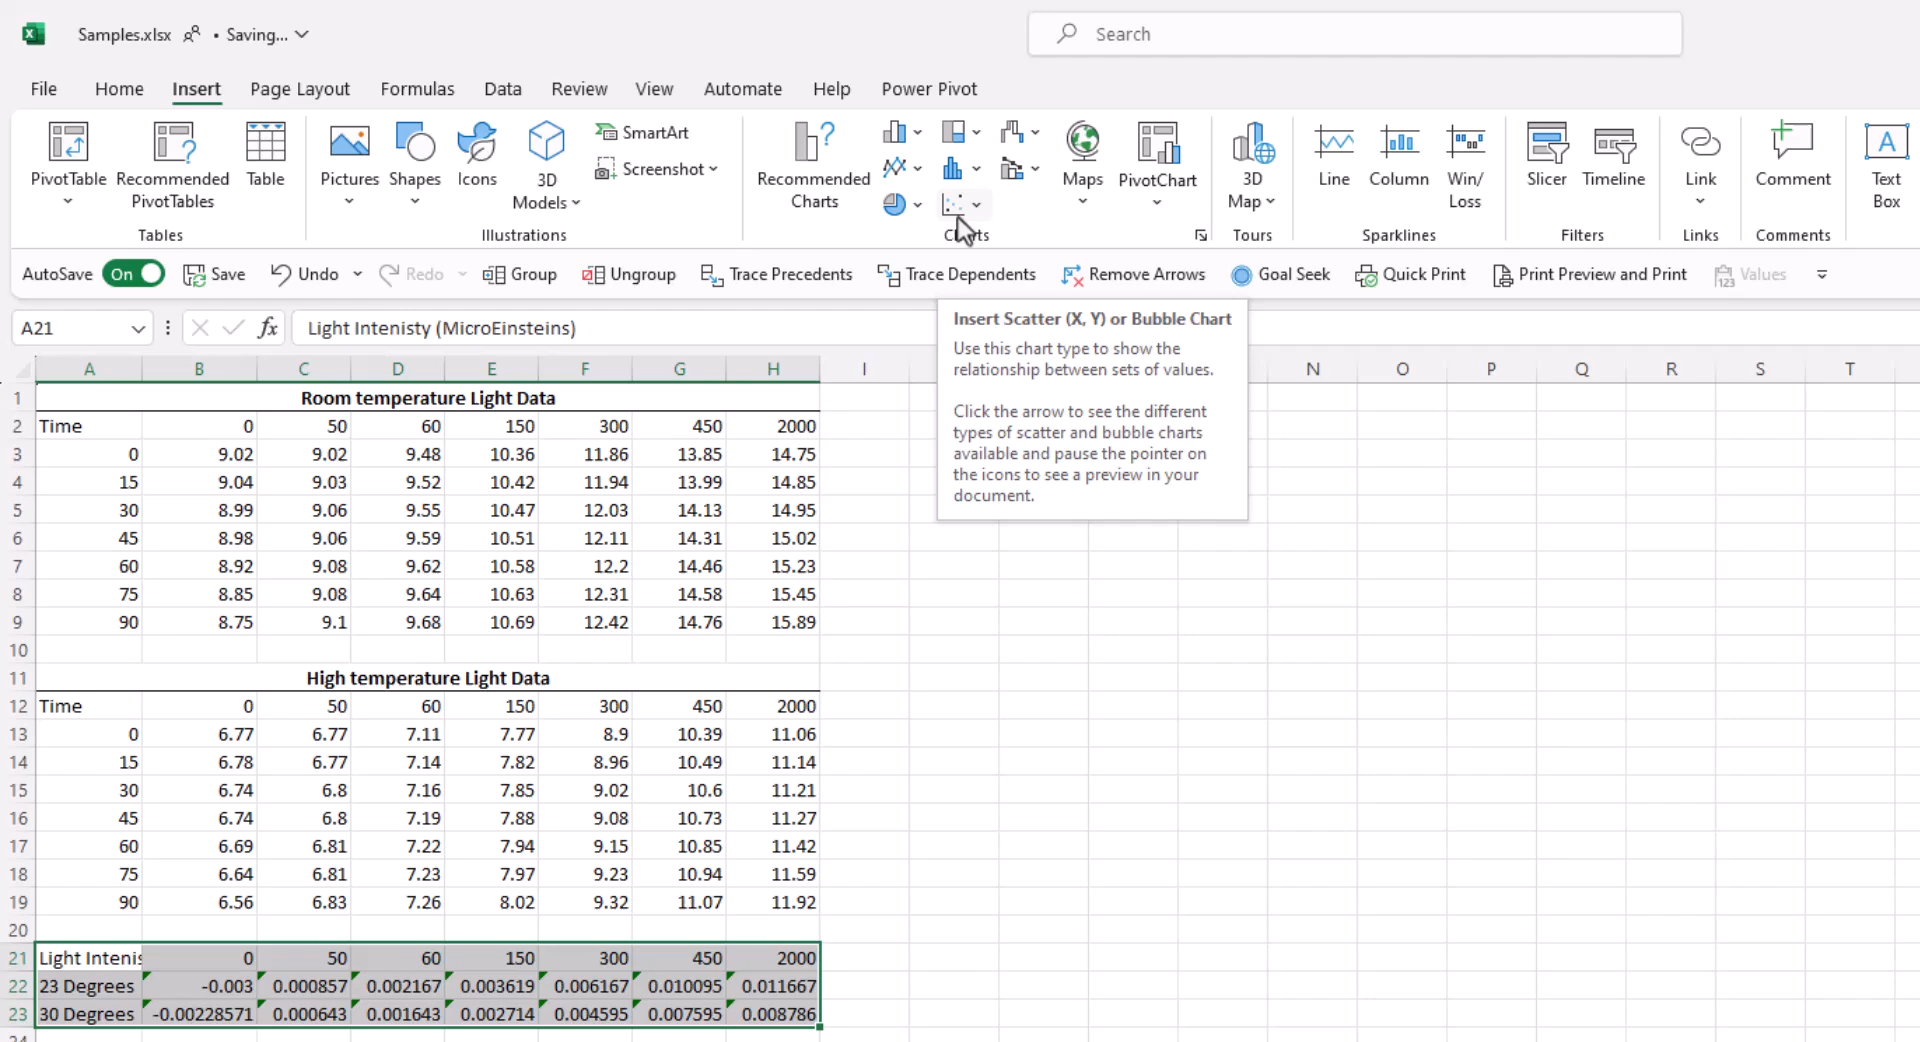 Samples.xlsx • Saving...
Search
File Home Insert Page Layout Formulas Data Review View Automate Help Power Pivot
PivotTable
Recommended
PivotTables
Table
Tables
Pictures
Shapes
Icons
3D
Models
SmartArt
Screenshot
Illustrations
Recommended
Charts
Maps
PivotChart
3D
Map
Tours
Line
Column
Win/
Loss
Sparklines
Slicer
Timeline
Filters
Link
Links
Comment
Comments
A
Text
Box
AutoSave On Save Undo Redo Group Ungroup Trace Precedents Trace Dependents Remove Arrows Goal Seek Quick Print Print Preview and Print Values
A21 fx Light Intenisty (MicroEinsteins)
Insert Scatter (X, Y) or Bubble Chart
Use this chart type to show the
relationship between sets of values.
Click the arrow to see the different
types of scatter and bubble charts
available and pause the pointer on
the icons to see a preview in your
document.
A B C D E F G H I N O P Q R S T
1 Room temperature Light Data
2 Time 0 50 60 150 300 450 2000
3 0 9.02 9.02 9.48 10.36 11.86 13.85 14.75
4 15 9.04 9.03 9.52 10.42 11.94 13.99 14.85
5 30 8.99 9.06 9.55 10.47 12.03 14.13 14.95
6 45 8.98 9.06 9.59 10.51 12.11 14.31 15.02
7 60 8.92 9.08 9.62 10.58 12.2 14.46 15.23
8 75 8.85 9.08 9.64 10.63 12.31 14.58 15.45
9 90 8.75 9.1 9.68 10.69 12.42 14.76 15.89
10
11 High temperature Light Data
12 Time 0 50 60 150 300 450 2000
13 0 6.77 6.77 7.11 7.77 8.9 10.39 11.06
14 15 6.78 6.77 7.14 7.82 8.96 10.49 11.14
15 30 6.74 6.8 7.16 7.85 9.02 10.6 11.21
16 45 6.74 6.8 7.19 7.88 9.08 10.73 11.27
17 60 6.69 6.81 7.22 7.94 9.15 10.85 11.42
18 75 6.64 6.81 7.23 7.97 9.23 10.94 11.59
19 90 6.56 6.83 7.26 8.02 9.32 11.07 11.92
20
21 Light Intenis 0 50 60 150 300 450 2000
22 23 Degrees -0.003 0.000857 0.002167 0.003619 0.006167 0.010095 0.011667
23 30 Degrees -0.00228571 0.000643 0.001643 0.002714 0.004595 0.007595 0.008786